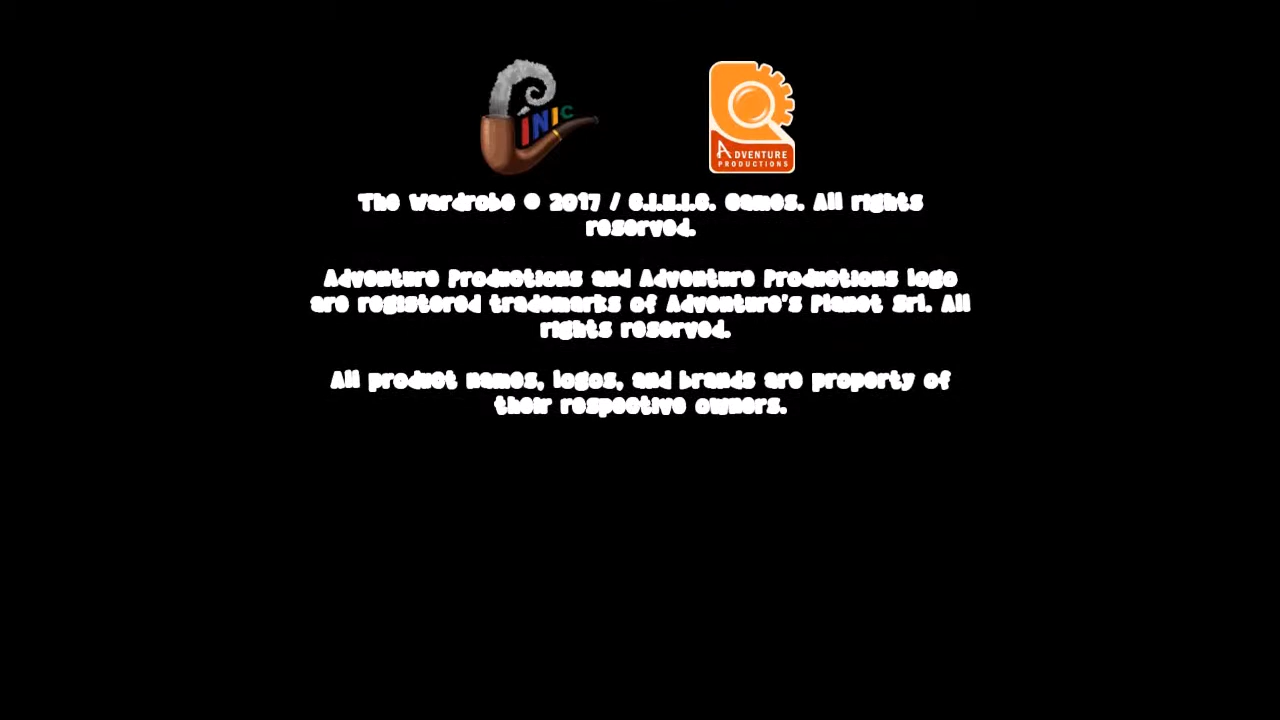 INIC
ADVENTURE
PRODUCTIONS
The Wardrobe © 2017 / C.I.N.I.C. Games. All rights
reserved.
Adventure Productions and Adventure Productions logo
are registered trademarks of Adventure's Planet Srl. All
rights reserved.
All product names, logos, and brands are property of
their respective owners.